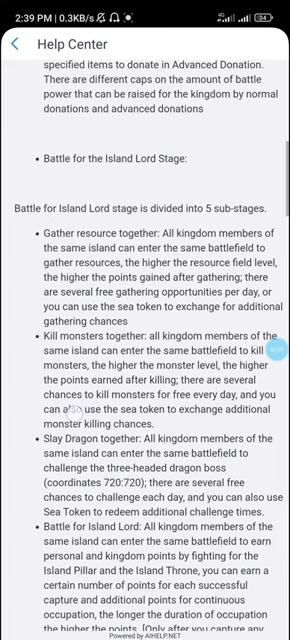 2:39 PM | 0.3KB/s
4G
34
Help Center
specified items to donate in Advanced Donation.
There are different caps on the amount of battle
power that can be raised for the kingdom by normal
donations and advanced donations
• Battle for the Island Lord Stage:
Battle for Island Lord stage is divided into 5 sub-stages.
• Gather resource together: All kingdom members of
the same island can enter the same battlefield to
gather resources, the higher the resource field level,
the higher the points gained after gathering; there
are several free gathering opportunities per day, or
you can use the sea token to exchange for additional
gathering chances
• Kill monsters together: all kingdom members of the
same island can enter the same battlefield to kill
monsters, the higher the monster level, the higher
the points earned after killing; there are several
chances to kill monsters for free every day, and you
can also use the sea token to exchange additional
monster killing chances.
• Slay Dragon together: All kingdom members of the
same island can enter the same battlefield to
challenge the three-headed dragon boss
(coordinates 720:720); there are several free
chances to challenge each day, and you can also use
Sea Token to redeem additional challenge times.
• Battle for Island Lord: All kingdom members of the
same island can enter the same battlefield to earn
personal and kingdom points by fighting for the
Island Pillar and the Island Throne, you can earn a
certain number of points for each successful
capture and additional points for continuous
occupation, the longer the duration of occupation
the higher the points. [Only after you capture any
Powered by AIHELP.NET